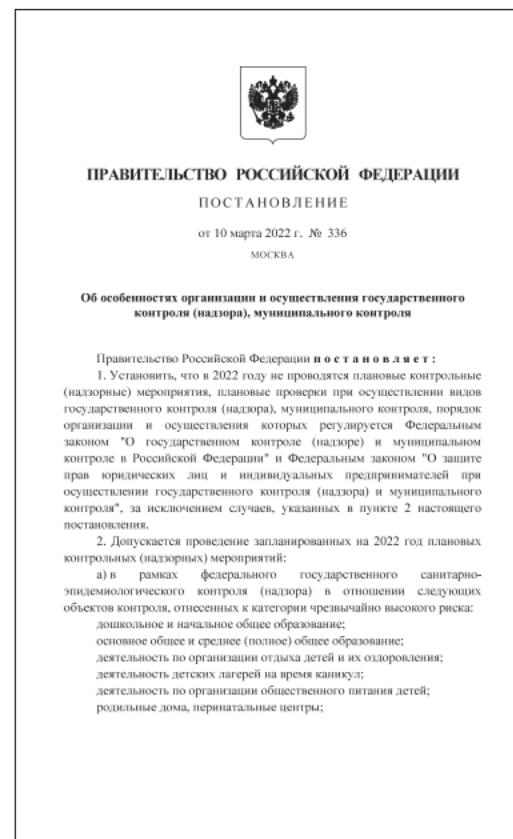 ПРАВИТЕЛЬСТВО РОССИЙСКОЙ ФЕДЕРАЦИИ
ПОСТАНОВЛЕНИЕ
от 10 марта 2022 г. № 336
МОСКВА
Об особенностях организации и осуществления государственного
контроля (надзора), муниципального контроля
Правительство Российской Федерации постановляет:
1. Установить, что в 2022 году не проводятся плановые контрольные
(надзорные) мероприятия, плановые проверки при осуществлении видов
государственного контроля (надзора), муниципального контроля, порядок
организации и осуществления которых регулируется Федеральным
законом "О государственном контроле (надзоре) и муниципальном
контроле в Российской Федерации" и Федеральным законом "О защите
прав юридических лиц и индивидуальных предпринимателей при
осуществлении государственного контроля (надзора) и муниципального
контроля", за исключением случаев, указанных в пункте 2 настоящего
постановления.
2. Допускается проведение запланированных на 2022 год плановых
контрольных (надзорных) мероприятий:
а) в рамках федерального государственного санитарно-
эпидемиологического контроля (надзора) в отношении следующих
объектов контроля, отнесенных к категории чрезвычайно высокого риска:
дошкольное и начальное общее образование;
основное общее и среднее (полное) общее образование;
деятельность по организации отдыха детей и их оздоровления;
деятельность детских лагерей на время каникул;
деятельность по организации общественного питания детей;
родильные дома, перинатальные центры;